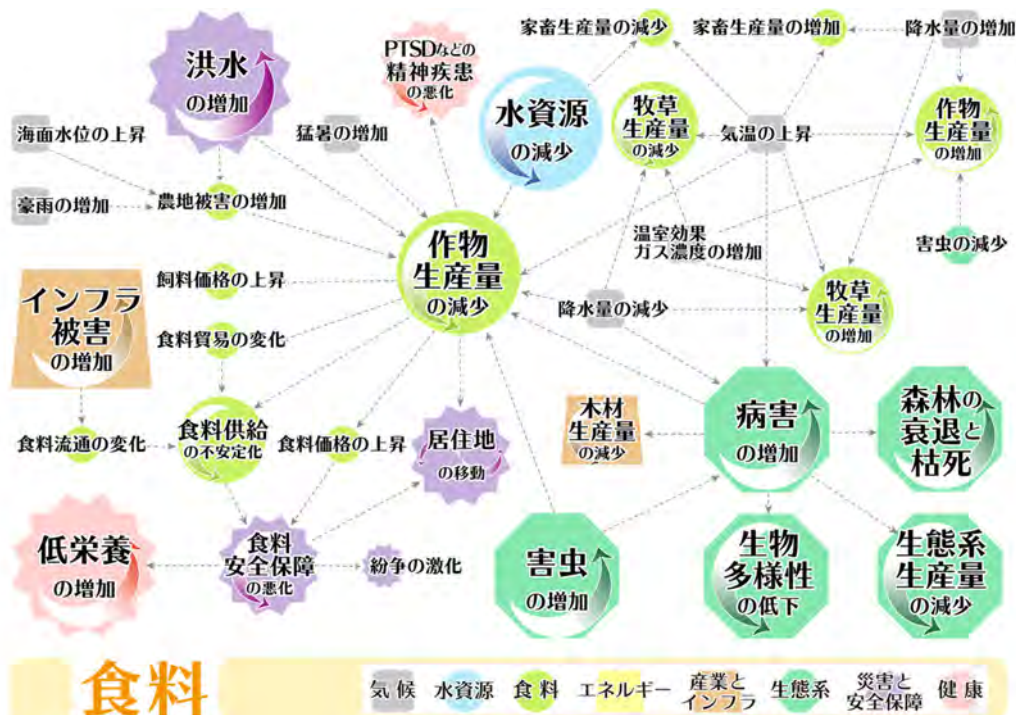 家畜生産量の減少
家畜生産量の増加
降水量の増加
洪水
の増加
PTSDなどの
精神疾患
の悪化
水資源
の減少
牧草
生産量
の減少
気温の上昇
作物
生産量
の増加
海面水位の上昇
猛暑の増加
豪雨の増加
農地被害の増加
作物
生産量
の減少
温室効果
ガス濃度の増加
害虫の減少
飼料価格の上昇
降水量の減少
牧草
生産量
の増加
インフラ
被害
の増加
食料貿易の変化
食料流通の変化
食料供給
の不安定化
食料価格の上昇
居住地
の移動
木材
生産量
の減少
病害
の増加
森林の
衰退と
枯死
低栄養
の増加
食料
安全保障
の悪化
紛争の激化
害虫
の増加
生物
多様性
の低下
生態系
生産量
の減少
食料
気候
水資源
食料
エネルギー
産業と
インフラ
生態系
災害と
安全保障
健康